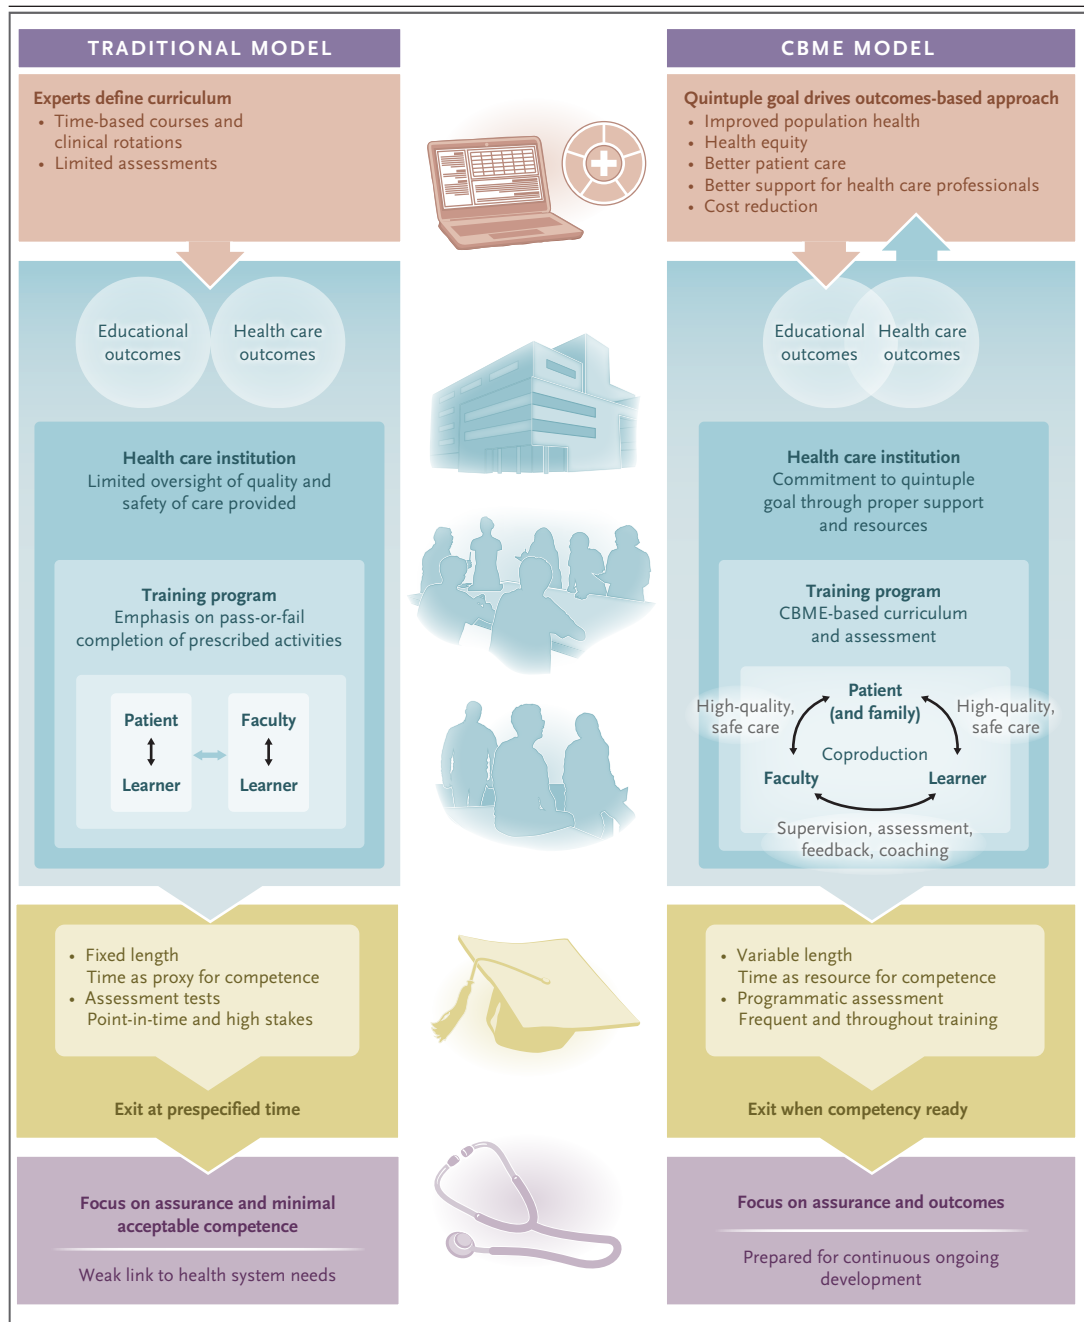 TRADITIONAL MODEL
Experts define curriculum
• Time-based courses and
clinical rotations
• Limited assessments
Educational
outcomes
Health care
outcomes
Health care institution
Limited oversight of quality and
safety of care provided
Training program
Emphasis on pass-or-fail
completion of prescribed activities
Patient
Learner
Faculty
Learner
• Fixed length
Time as proxy for competence
• Assessment tests
Point-in-time and high stakes
Exit at prespecified time
Focus on assurance and minimal
acceptable competence
Weak link to health system needs
CBME MODEL
Quintuple goal drives outcomes-based approach
• Improved population health
• Health equity
• Better patient care
• Better support for health care professionals
• Cost reduction
Educational
outcomes
Health care
outcomes
Health care institution
Commitment to quintuple
goal through proper support
and resources
Training program
CBME-based curriculum
and assessment
High-quality,
safe care
Patient
(and family)
High-quality,
safe care
Coproduction
Faculty
Learner
Supervision, assessment,
feedback, coaching
• Variable length
Time as resource for competence
• Programmatic assessment
Frequent and throughout training
Exit when competency ready
Focus on assurance and outcomes
Prepared for continuous ongoing
development